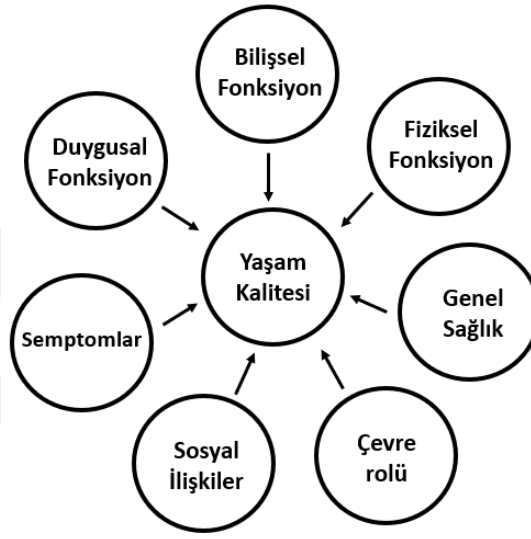 Bilişsel
Fonksiyon
Fiziksel
Fonksiyon
Duygusal
Fonksiyon
Yaşam
Kalitesi
Genel
Sağlık
Semptomlar
Sosyal
İlişkiler
Çevre
rolü